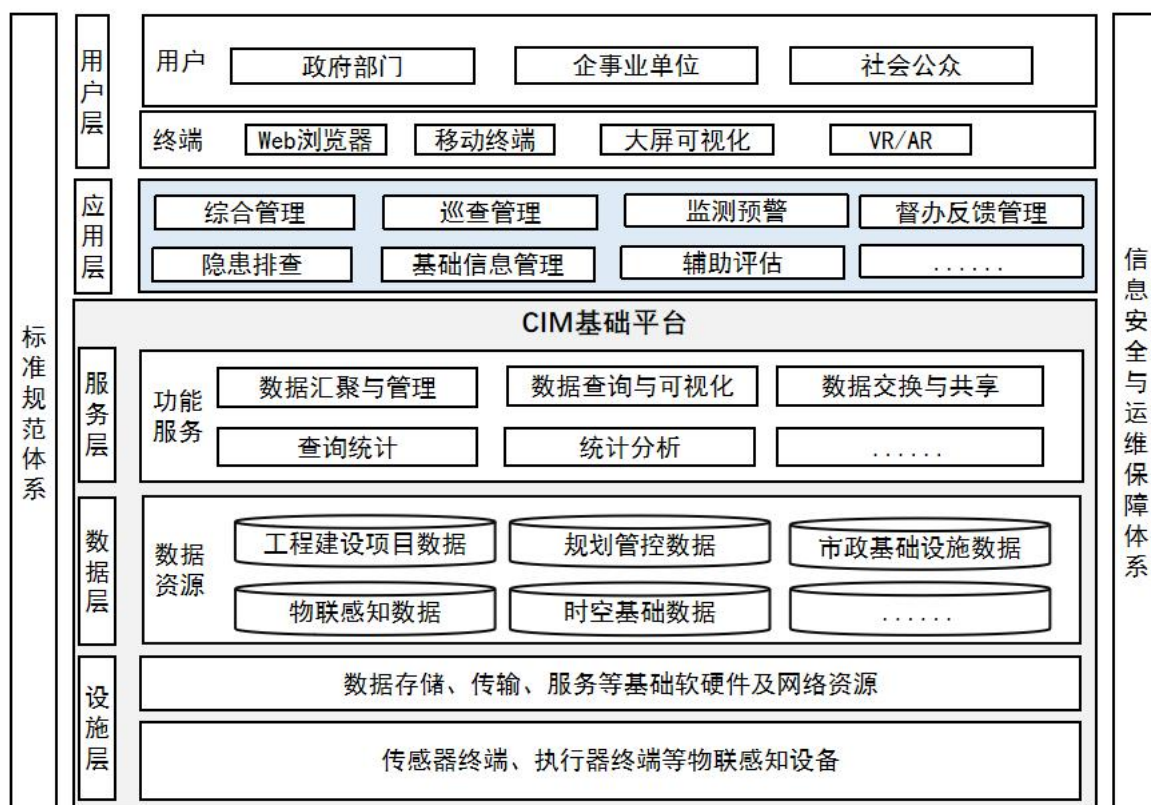 标准规范体系
用户层
用户
政府部门
企事业单位
社会公众
终端
Web浏览器
移动终端
大屏可视化
VR/AR
应用层
综合管理
巡查管理
监测预警
督办反馈管理
隐患排查
基础信息管理
辅助评估
......
CIM基础平台
服务层
功能
服务
数据汇聚与管理
数据查询与可视化
数据交换与共享
查询统计
统计分析
......
数据层
数据
资源
工程建设项目数据
规划管控数据
市政基础设施数据
物联感知数据
时空基础数据
......
设施层
数据存储、传输、服务等基础软硬件及网络资源
传感器终端、执行器终端等物联感知设备
信息安全与运维保障体系